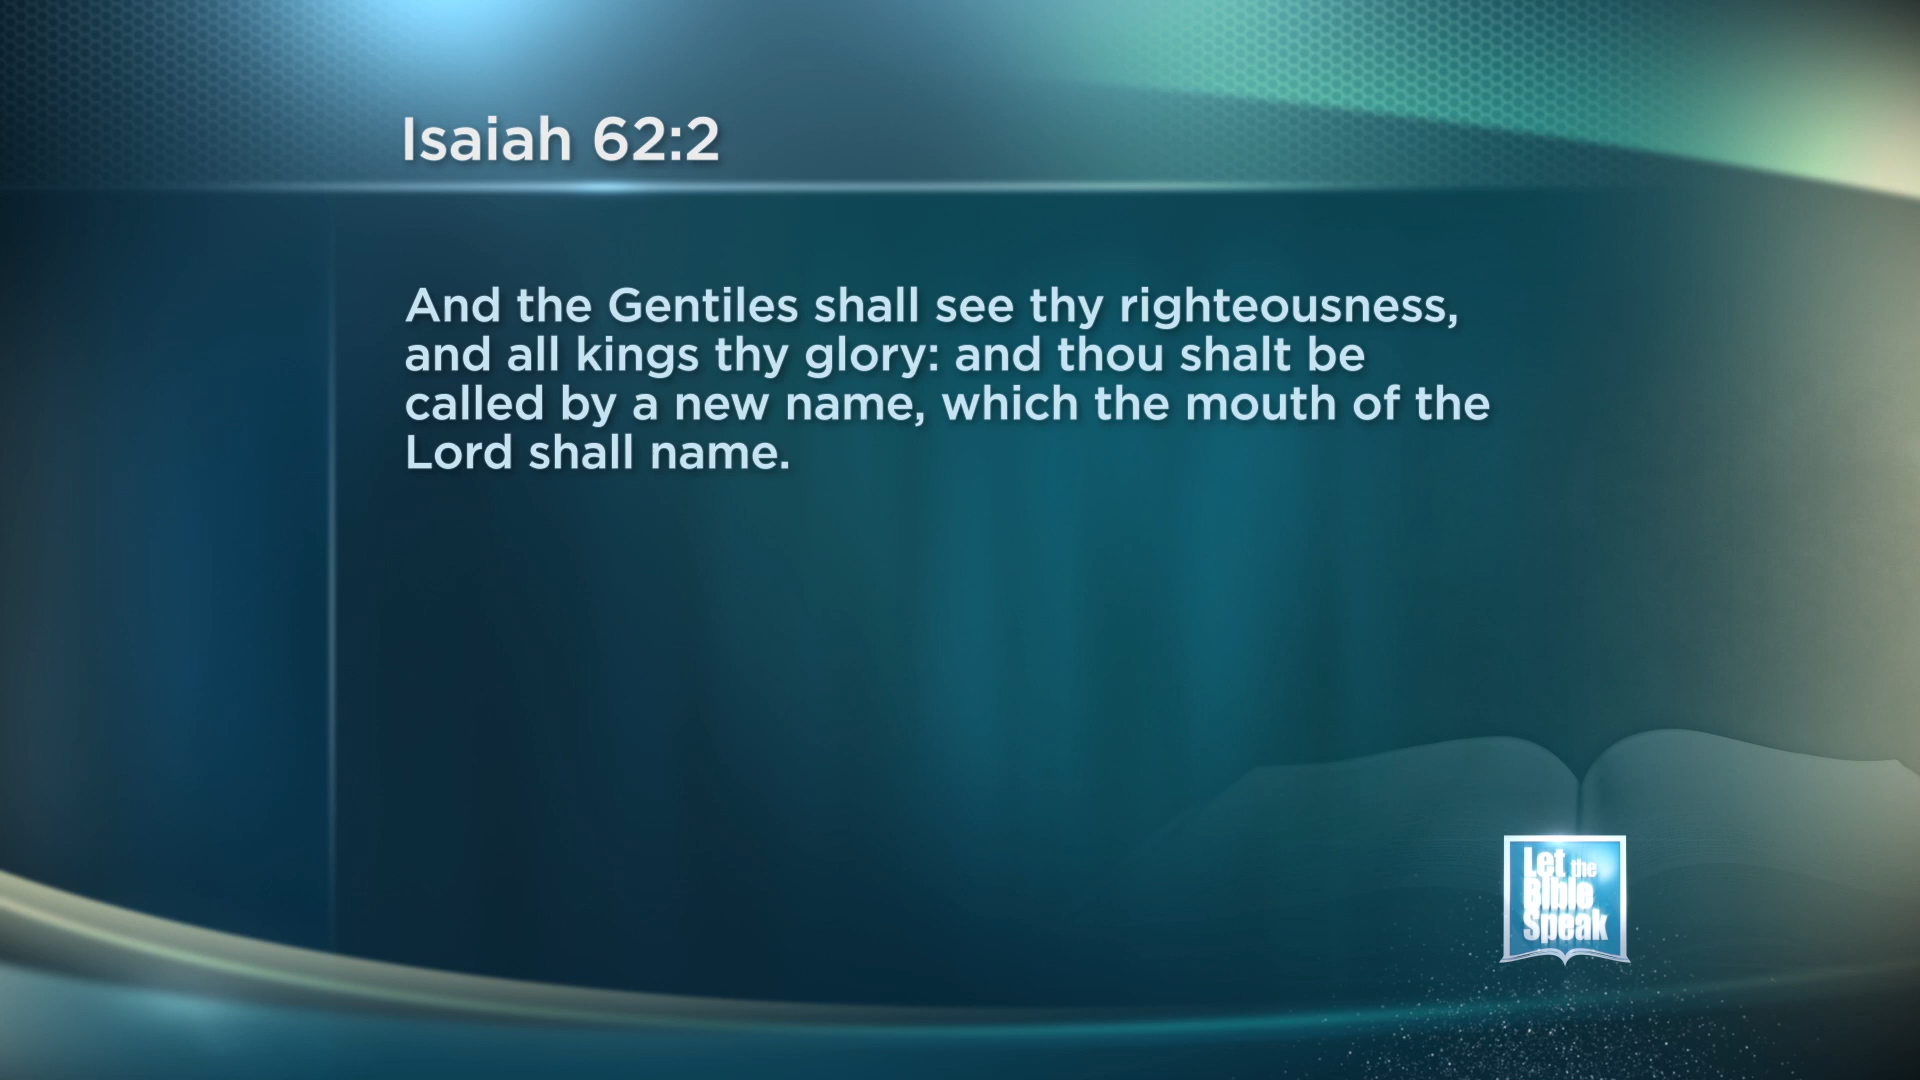 Isaiah 62:2
And the Gentiles shall see thy righteousness,
and all kings thy glory: and thou shalt be
called by a new name, which the mouth of the
Lord shall name.
Let the
Bible
Speak